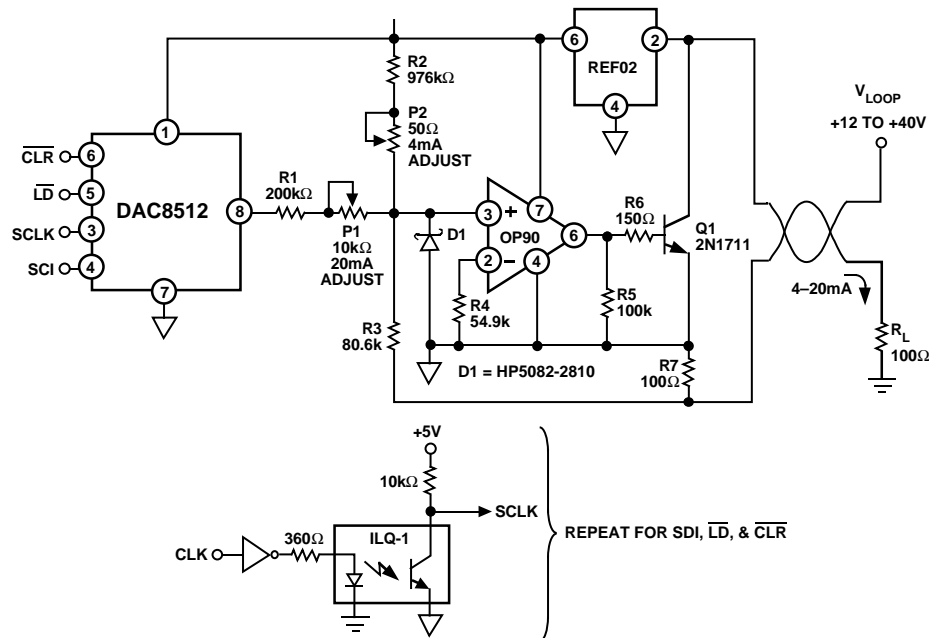 R2
976kΩ
P2
50Ω
4mA
ADJUST
6
2
REF02
4
V_LOOP
+12 TO +40V
1
CLR
6
LD
5
SCLK
3
SCI
4
DAC8512
8
7
R1
200kΩ
P1
10kΩ
20mA
ADJUST
D1
3
+
7
OP90
6
2
–
4
R6
150Ω
Q1
2N1711
R4
54.9k
R5
100k
R3
80.6k
D1 = HP5082-2810
R7
100Ω
4–20mA
R_L
100Ω
+5V
10kΩ
SCLK
CLK
360Ω
ILQ-1
REPEAT FOR SDI, LD, & CLR